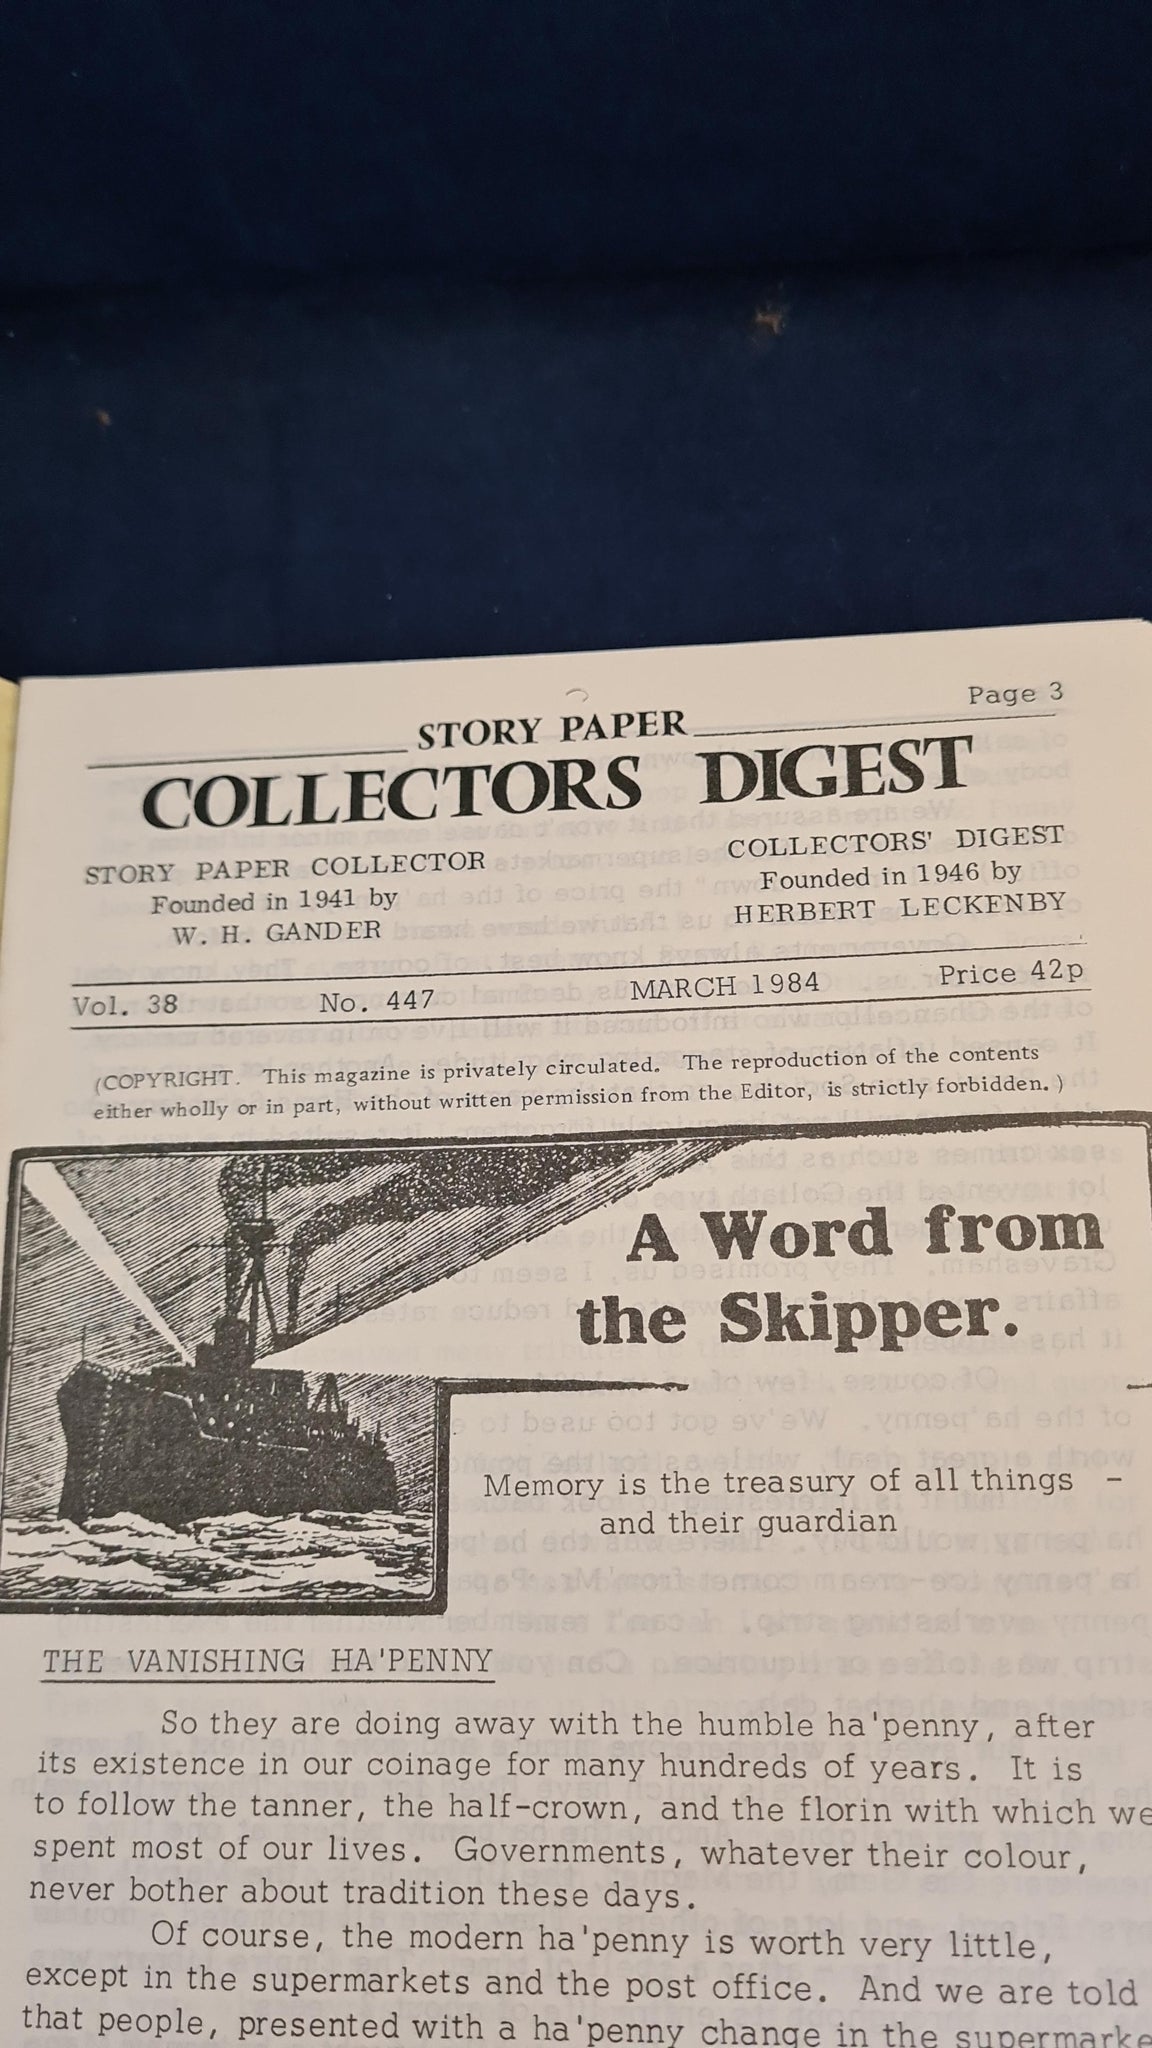 Page 3
STORY PAPER
COLLECTORS DIGEST
STORY PAPER COLLECTOR
Founded in 1941 by
W. H. GANDER
COLLECTORS' DIGEST
Founded in 1946 by
HERBERT LECKENBY
Vol. 38 No. 447 MARCH 1984 Price 42p
(COPYRIGHT. This magazine is privately circulated. The reproduction of the contents
either wholly or in part, without written permission from the Editor, is strictly forbidden. )
A Word from
the Skipper.
Memory is the treasury of all things -
and their guardian
THE VANISHING HA'PENNY
So they are doing away with the humble ha'penny, after
its existence in our coinage for many hundreds of years. It is
to follow the tanner, the half-crown, and the florin with which we
spent most of our lives. Governments, whatever their colour,
never bother about tradition these days.
Of course, the modern ha'penny is worth very little,
except in the supermarkets and the post office. And we are told
that people, presented with a ha'penny change in the supermarke